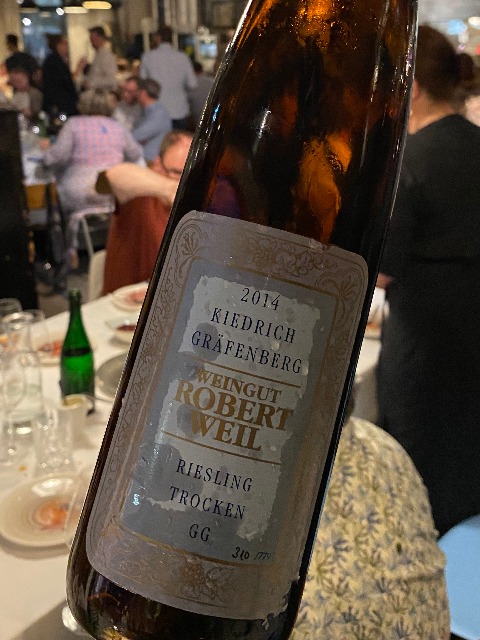 2014
KIEDRICH
GRÄFENBERG
WEINGUT
ROBERT
WEIL
RIESLING
TROCKEN
GG